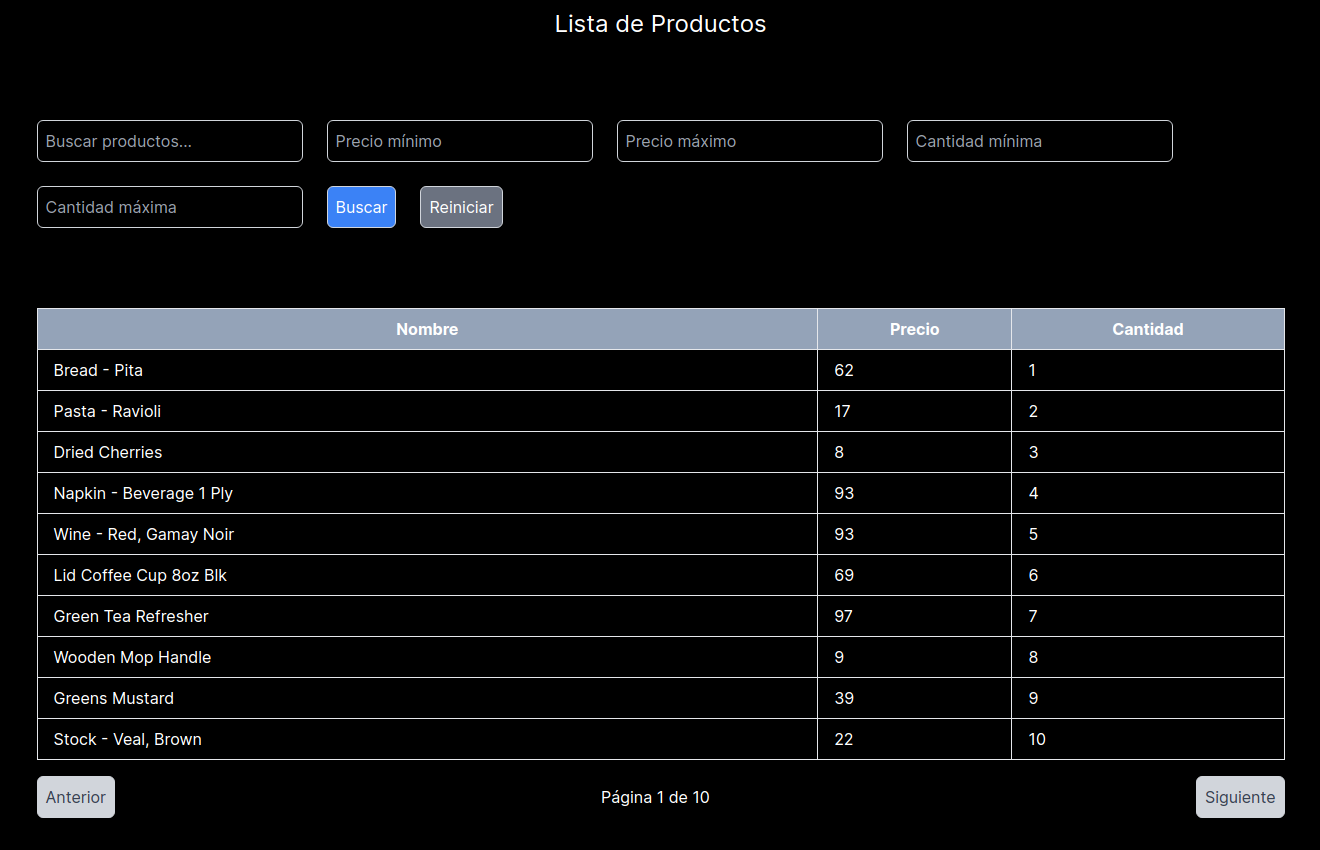 Lista de Productos
Buscar productos... Precio mínimo Precio máximo Cantidad mínima
Cantidad máxima Buscar Reiniciar
Nombre Precio Cantidad
Bread - Pita 62 1
Pasta - Ravioli 17 2
Dried Cherries 8 3
Napkin - Beverage 1 Ply 93 4
Wine - Red, Gamay Noir 93 5
Lid Coffee Cup 8oz Blk 69 6
Green Tea Refresher 97 7
Wooden Mop Handle 9 8
Greens Mustard 39 9
Stock - Veal, Brown 22 10
Anterior Página 1 de 10 Siguiente